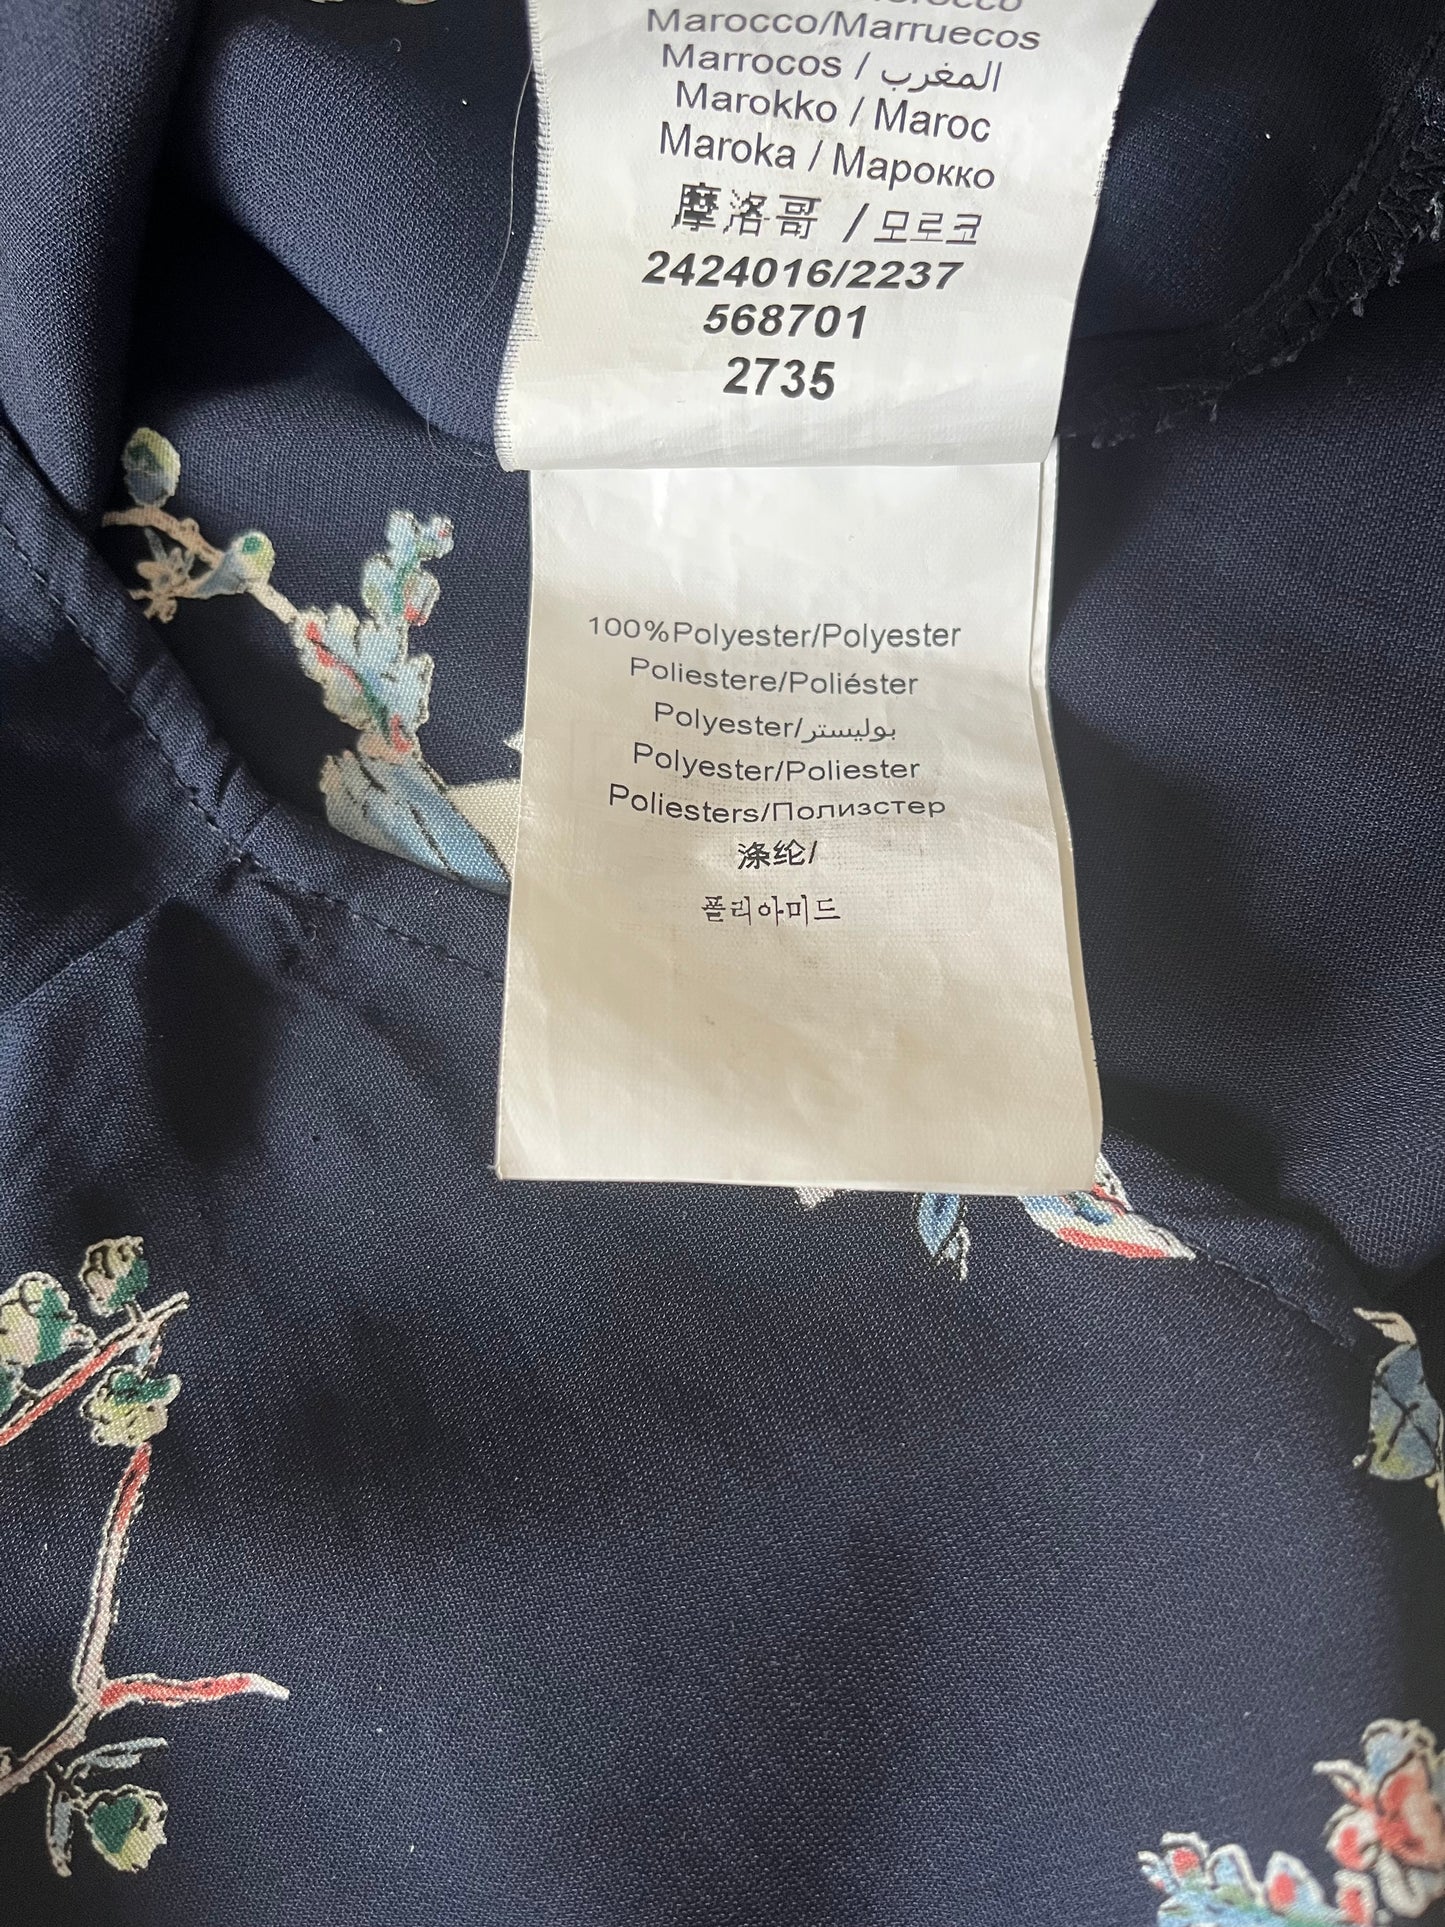 Marocco/Marruecos
Marrocos / المغرب
Marokko / Maroc
Maroka / Марокко
摩洛哥 / 모로코
2424016/2237
568701
2735
100%Polyester/Polyester
Poliestere/Poliéster
Polyester/بوليستر
Polyester/Poliester
Poliesters/Полиэстер
涤纶/
폴리아미드